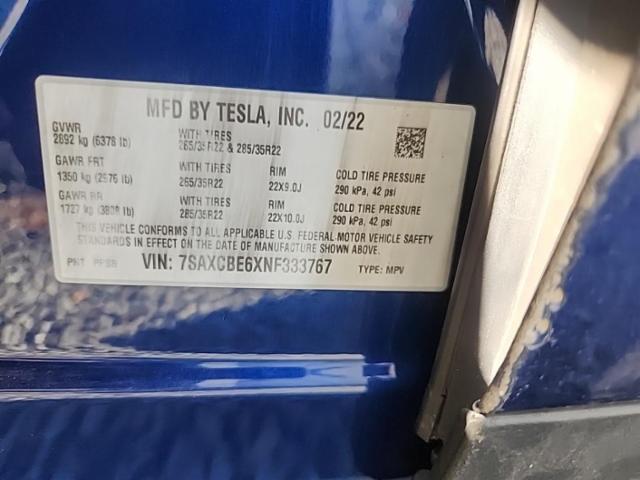 MFD BY TESLA, INC. 02/22
GVWR
2892 kg (6378 lb)
WITH TIRES
265/35R22 & 285/35R22
GAWR FRT
1350 kg (2976 lb)
WITH TIRES
265/35R22
RIM
22X9.0J
COLD TIRE PRESSURE
290 kPa, 42 psi
GAWR RR
1727 kg (3808 lb)
WITH TIRES
285/35R22
RIM
22X10.0J
COLD TIRE PRESSURE
290 kPa, 42 psi
THIS VEHICLE CONFORMS TO ALL APPLICABLE U.S. FEDERAL MOTOR VEHICLE SAFETY
STANDARDS IN EFFECT ON THE DATE OF MANUFACTURE SHOWN ABOVE.
PNT PPSB VIN: 7SAXCBE6XNF333767 TYPE: MPV